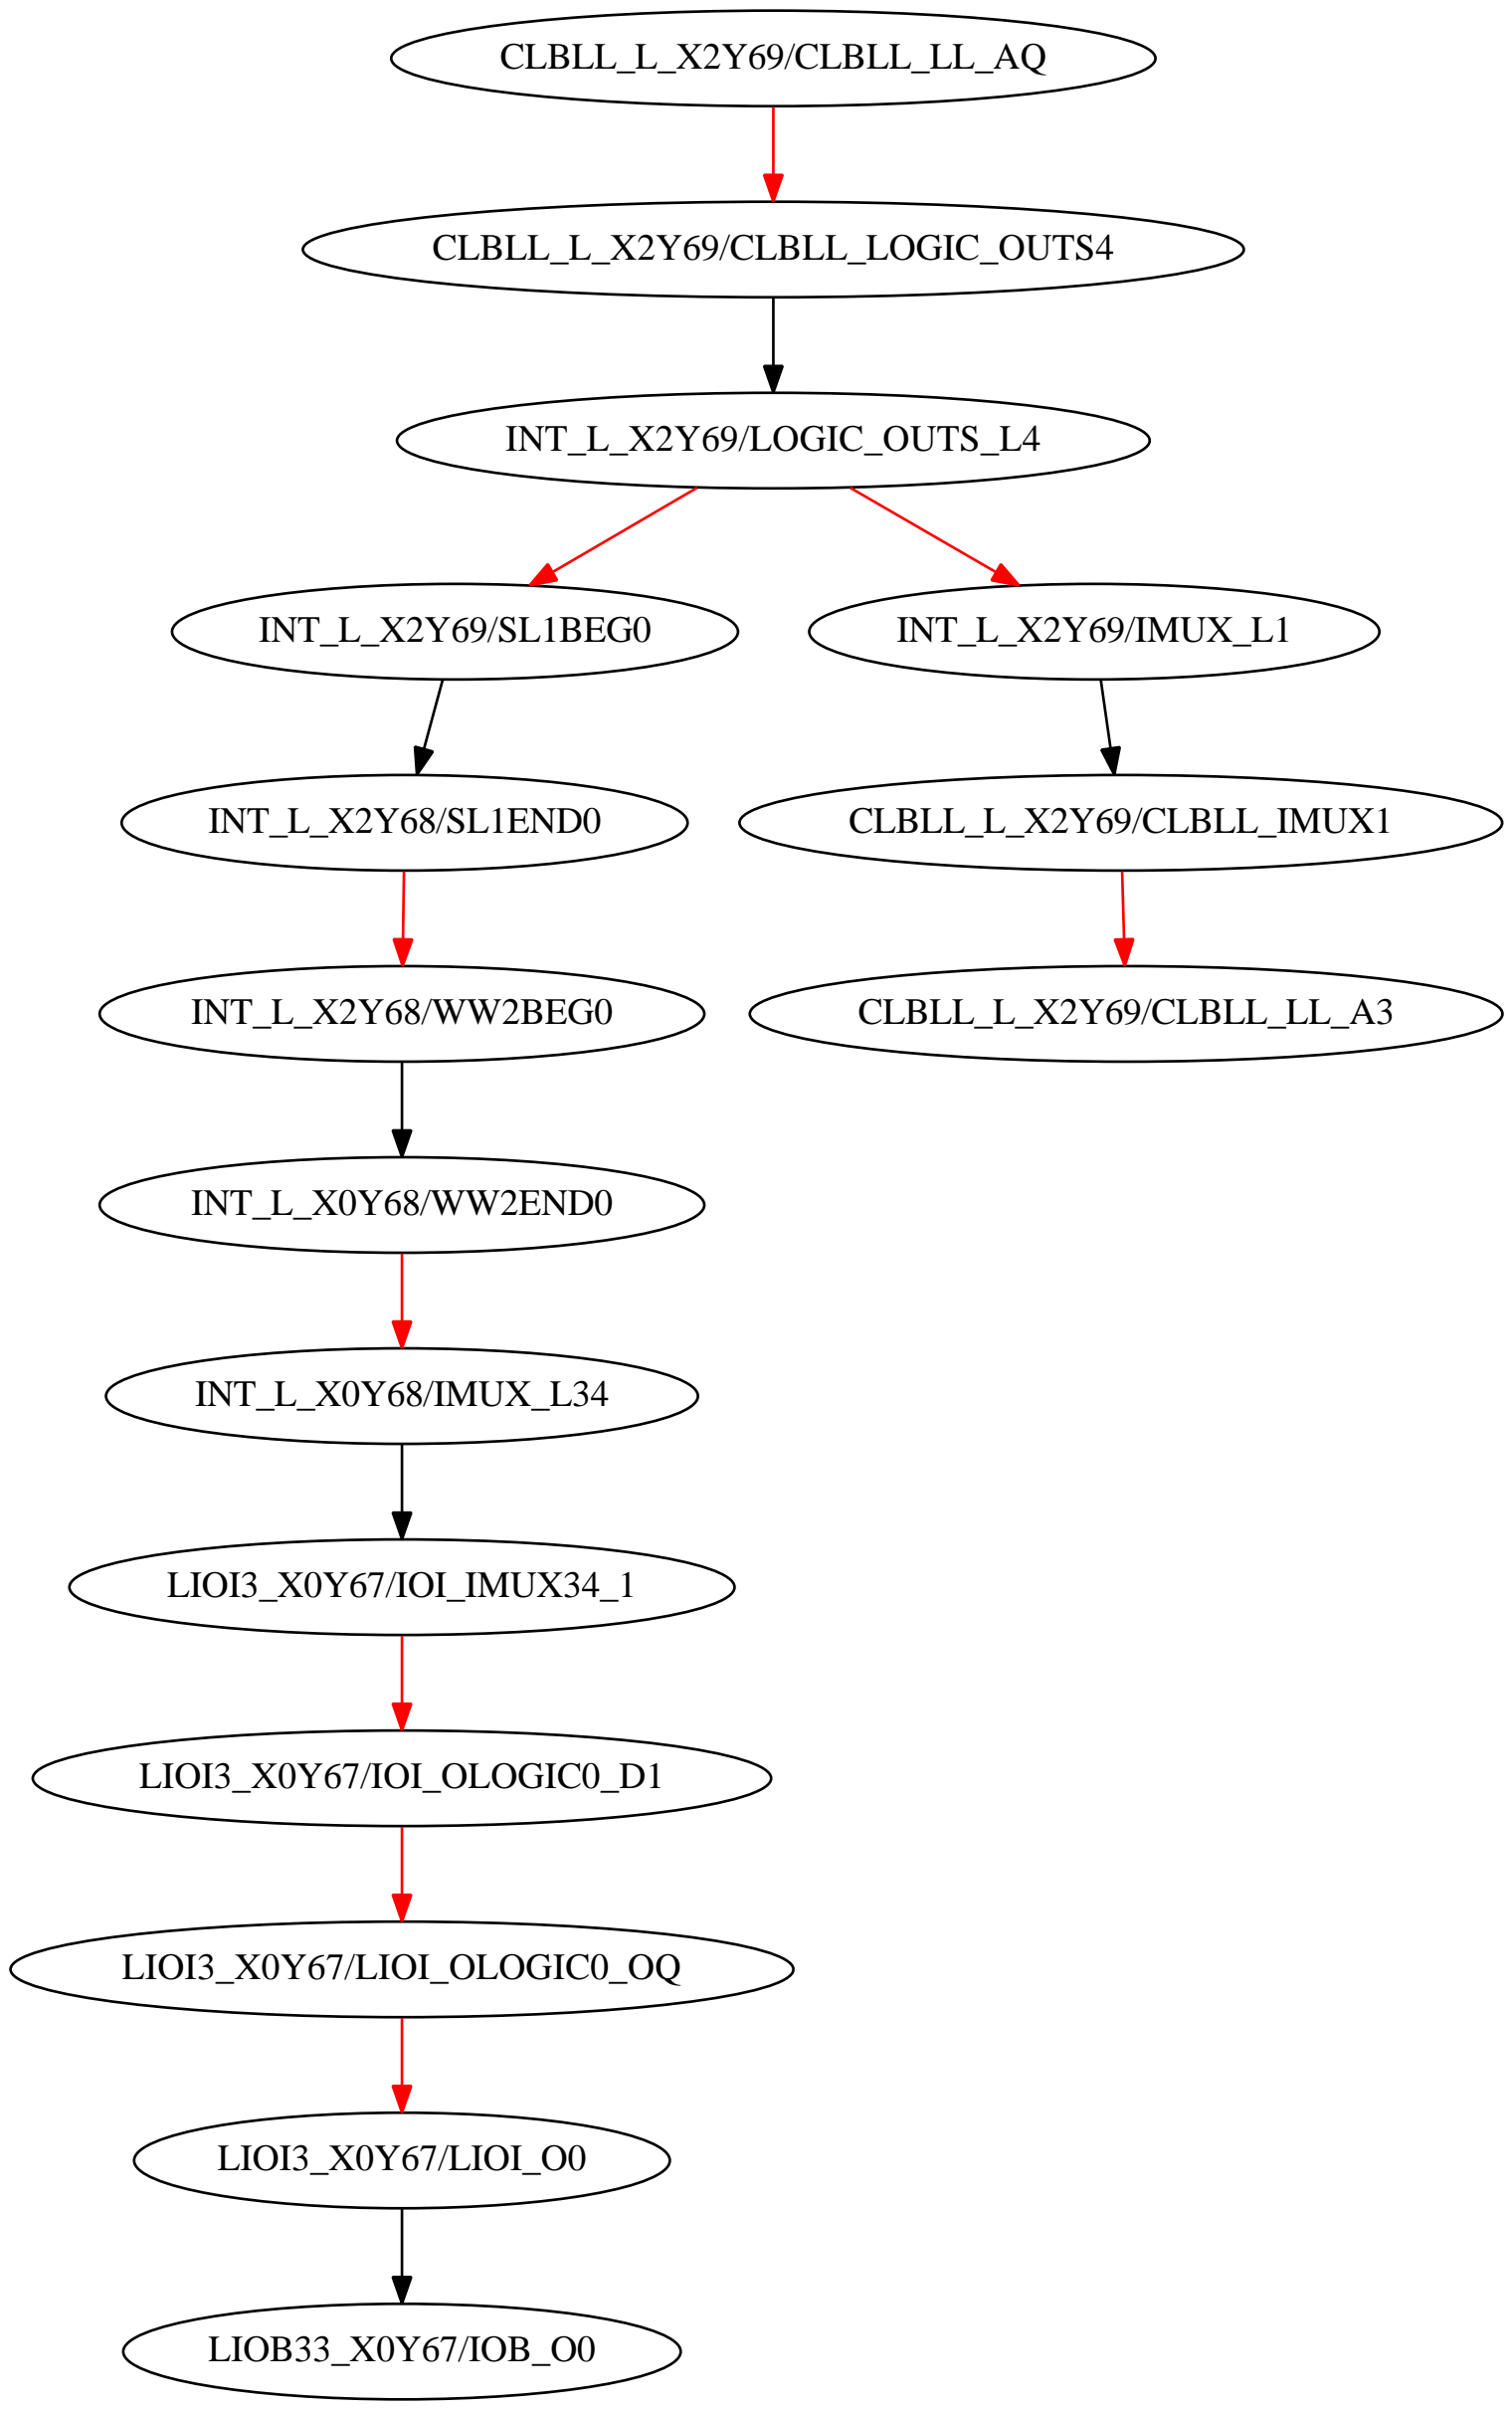 CLBLL_L_X2Y69/CLBLL_LL_AQ
CLBLL_L_X2Y69/CLBLL_LOGIC_OUTS4
INT_L_X2Y69/LOGIC_OUTS_L4
INT_L_X2Y69/SL1BEG0
INT_L_X2Y69/IMUX_L1
INT_L_X2Y68/SL1END0
CLBLL_L_X2Y69/CLBLL_IMUX1
INT_L_X2Y68/WW2BEG0
CLBLL_L_X2Y69/CLBLL_LL_A3
INT_L_X0Y68/WW2END0
INT_L_X0Y68/IMUX_L34
LIOI3_X0Y67/IOI_IMUX34_1
LIOI3_X0Y67/IOI_OLOGIC0_D1
LIOI3_X0Y67/LIOI_OLOGIC0_OQ
LIOI3_X0Y67/LIOI_O0
LIOB33_X0Y67/IOB_O0